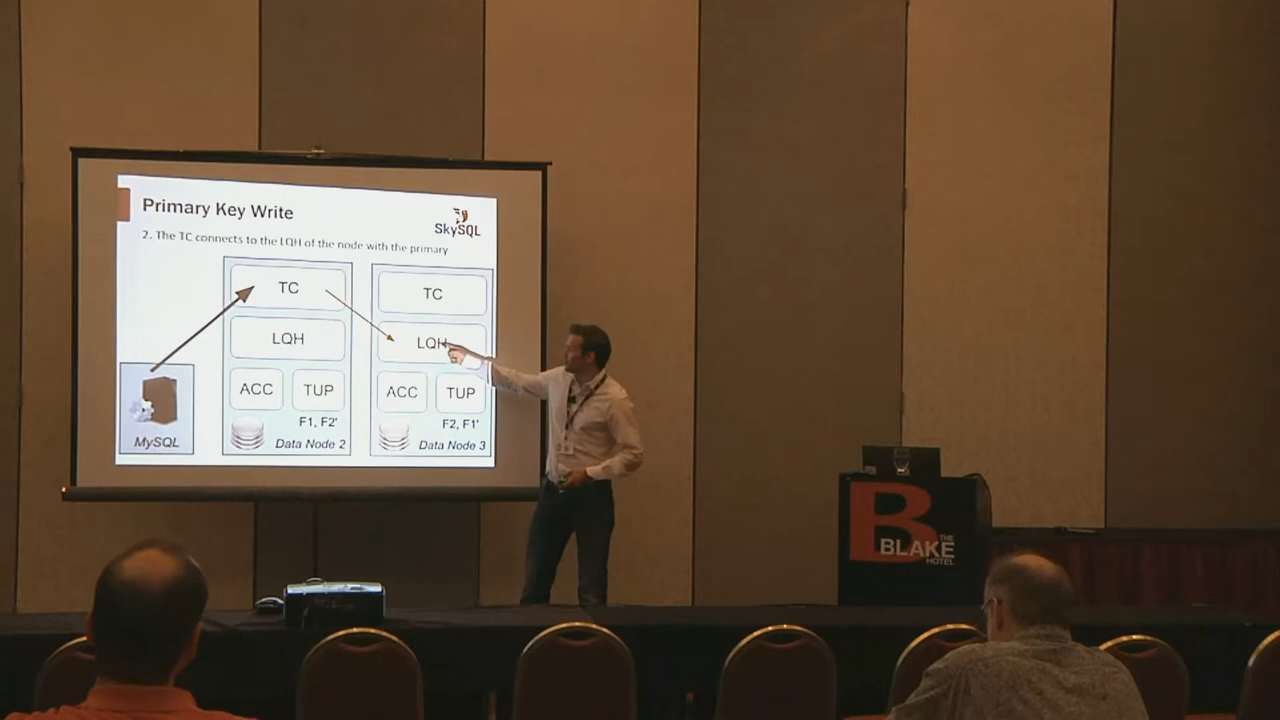 Primary Key Write
SkySQL
2. The TC connects to the LQH of the node with the primary
TC
TC
LQH
LQH
ACC
TUP
ACC
TUP
F1, F2'
F2, F1'
MySQL
Data Node 2
Data Node 3
B
THE
BLAKE
HOTEL